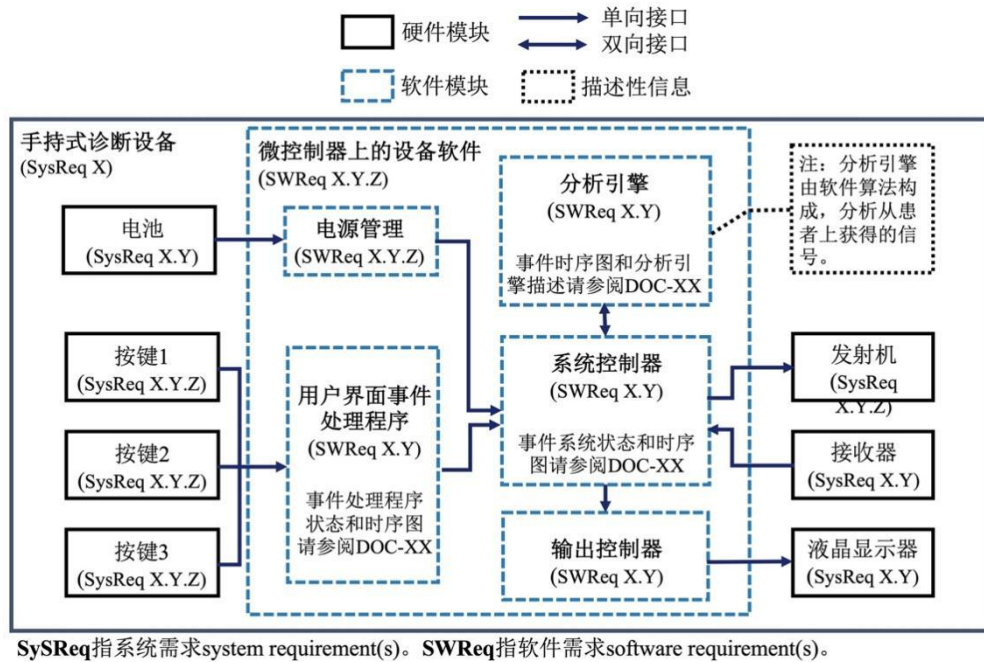 硬件模块
单向接口
双向接口
软件模块
描述性信息
手持式诊断设备
(SysReq X)
微控制器上的设备软件
(SWReq X.Y.Z)
电池
(SysReq X.Y)
电源管理
(SWReq X.Y.Z)
分析引擎
(SWReq X.Y)
事件时序图和分析引
擎描述请参阅DOC-XX
注：分析引擎
由软件算法构
成，分析从患
者上获得的信
号。
按键1
(SysReq X.Y.Z)
按键2
(SysReq X.Y.Z)
按键3
(SysReq X.Y.Z)
用户界面事件
处理程序
(SWReq X.Y)
事件处理程序
状态和时序图
请参阅DOC-XX
系统控制器
(SWReq X.Y)
事件系统状态和时序
图请参阅DOC-XX
输出控制器
(SWReq X.Y)
发射机
(SysReq
X.Y.Z)
接收器
(SysReq X.Y)
液晶显示器
(SysReq X.Y)
SySReq指系统需求system requirement(s)。SWReq指软件需求software requirement(s)。